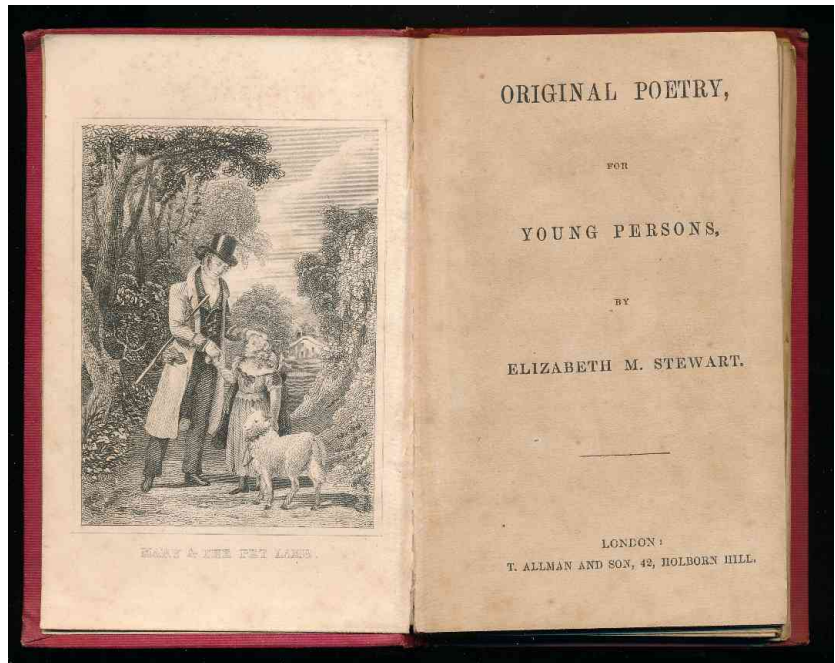 MARY & THE PET LAMB.
ORIGINAL POETRY,
FOR
YOUNG PERSONS,
BY
ELIZABETH M. STEWART.
LONDON:
T. ALLMAN AND SON, 42, HOLBORN HILL.